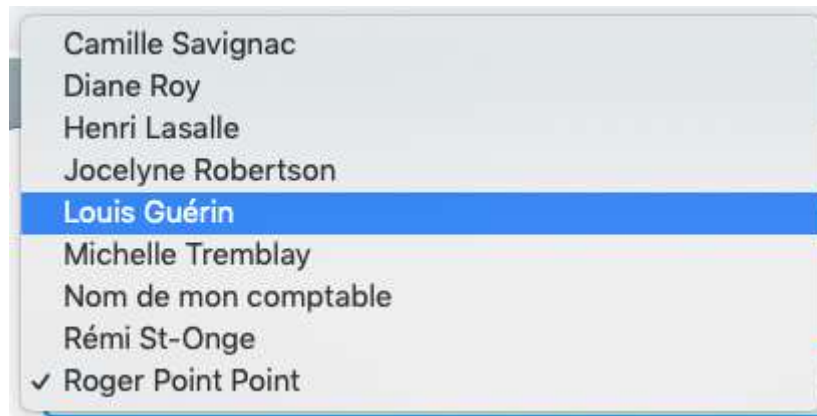 Camille Savignac
Diane Roy
Henri Lasalle
Jocelyne Robertson
Louis Guérin
Michelle Tremblay
Nom de mon comptable
Rémi St-Onge
✓ Roger Point Point